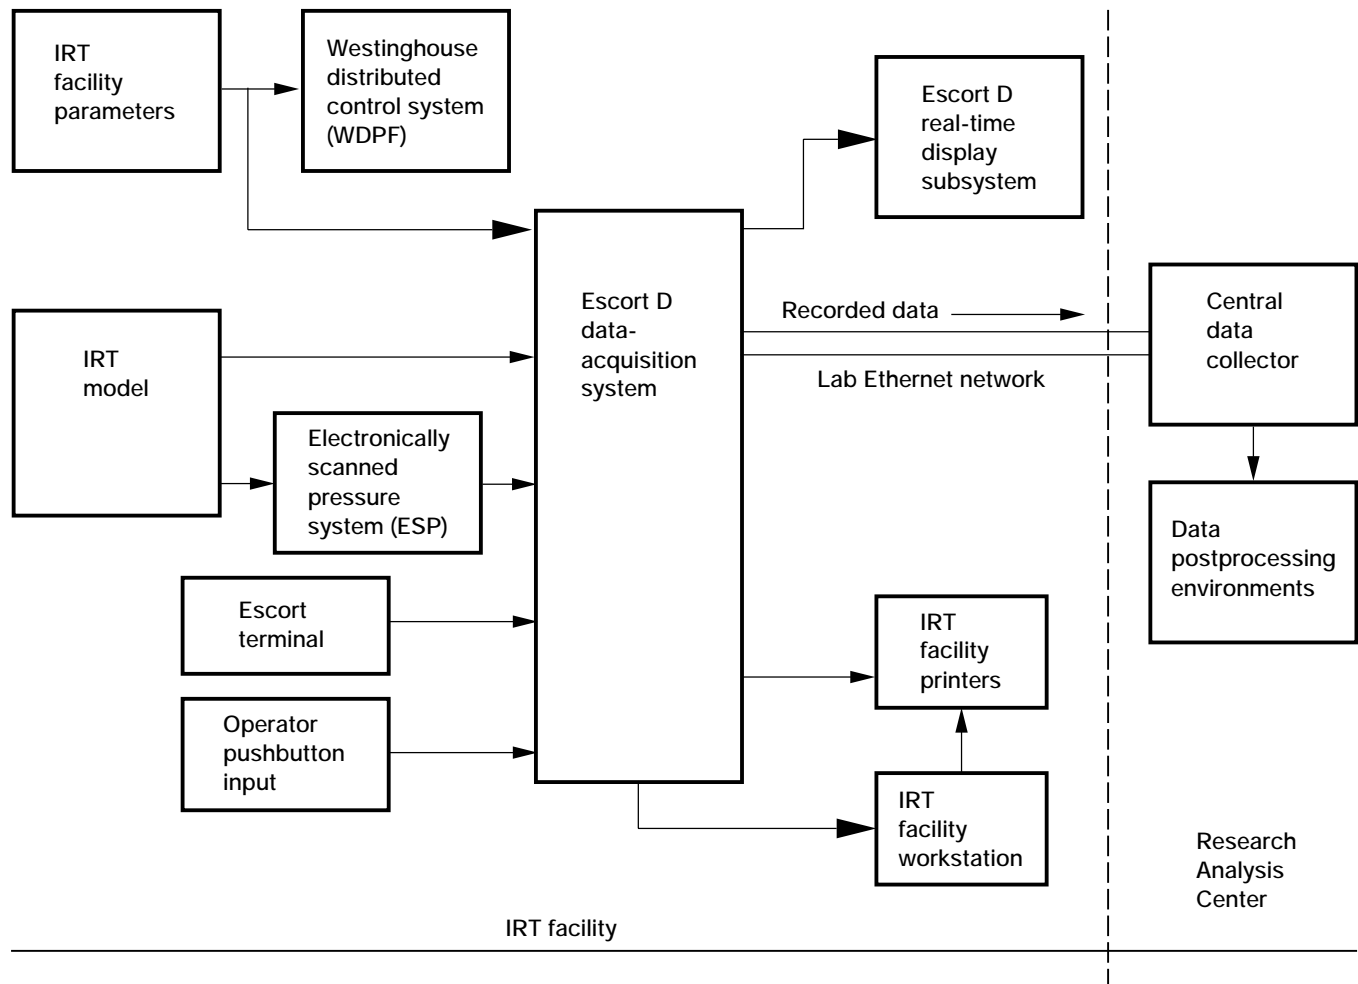 IRT
facility
parameters
Westinghouse
distributed
control system
(WDPF)
Escort D
real-time
display
subsystem
IRT
model
Escort D
data-
acquisition
system
Recorded data
Lab Ethernet network
Central
data
collector
Electronically
scanned
pressure
system (ESP)
Data
postprocessing
environments
Escort
terminal
IRT
facility
printers
Operator
pushbutton
input
IRT
facility
workstation
Research
Analysis
Center
IRT facility